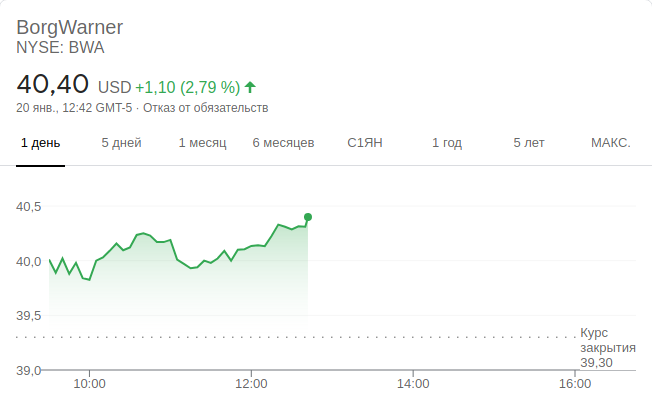 BorgWarner
NYSE: BWA
40,40 USD +1,10 (2,79 %)
20 янв., 12:42 GMT-5 · Отказ от обязательств
1 день 5 дней 1 месяц 6 месяцев С1ЯН 1 год 5 лет МАКС.
40,5
40,0
39,5
Курс
закрытия
39,30
39,0
10:00 12:00 14:00 16:00